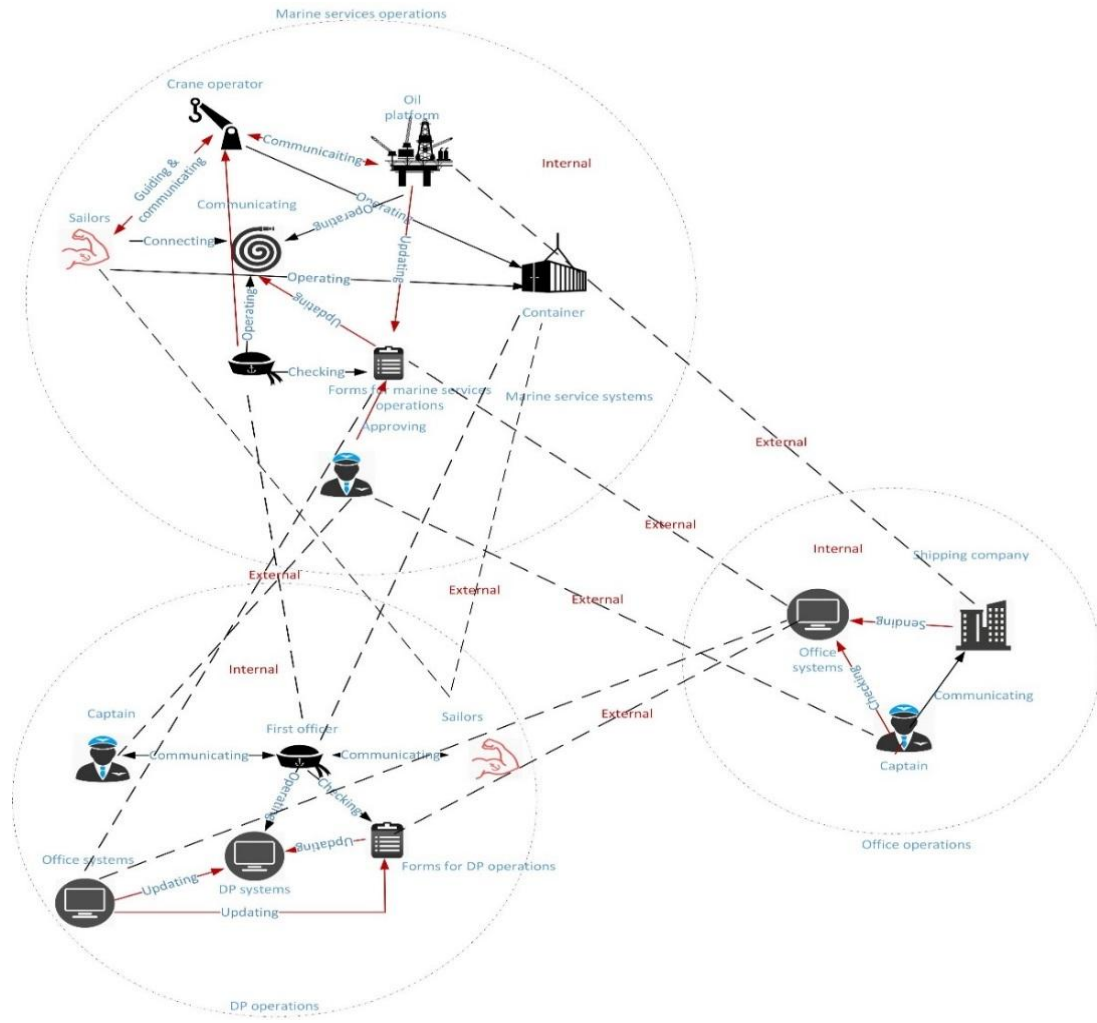 Marine services operations
Crane operator
Oil
platform
Communicaiting
Internal
Guiding &
communicating
Communicating
Operating
Operating
Sailors
Connecting
Updating
Operating
Container
Updating
Operating
Checking
Forms for marine services
operations
Marine service systems
Approving
External
External
Internal
Shipping company
External
External
External
Sending
Office
systems
Checking
Communicating
Internal
Captain
First officer
Sailors
External
Communicating
Communicating
Captain
Operating
Checking
Office operations
Updating
Office systems
Forms for DP operations
Updating
DP systems
Updating
DP operations